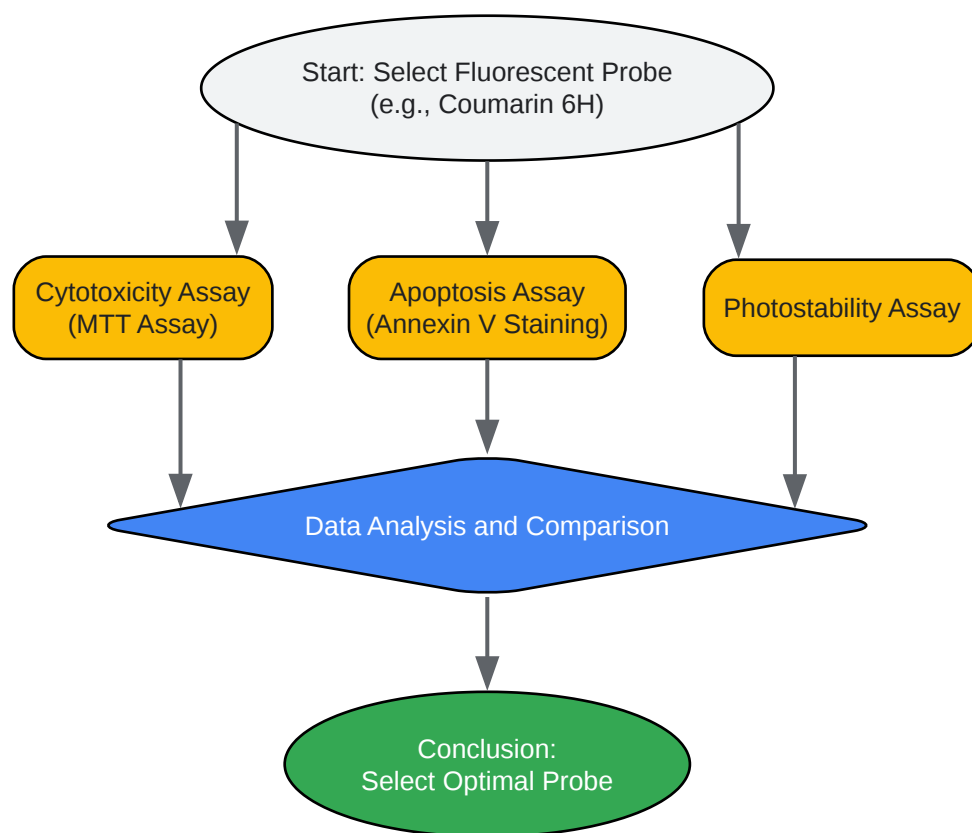 Start: Select Fluorescent Probe
(e.g., Coumarin 6H)
Cytotoxicity Assay
(MTT Assay)
Apoptosis Assay
(Annexin V Staining)
Photostability Assay
Data Analysis and Comparison
Conclusion:
Select Optimal Probe